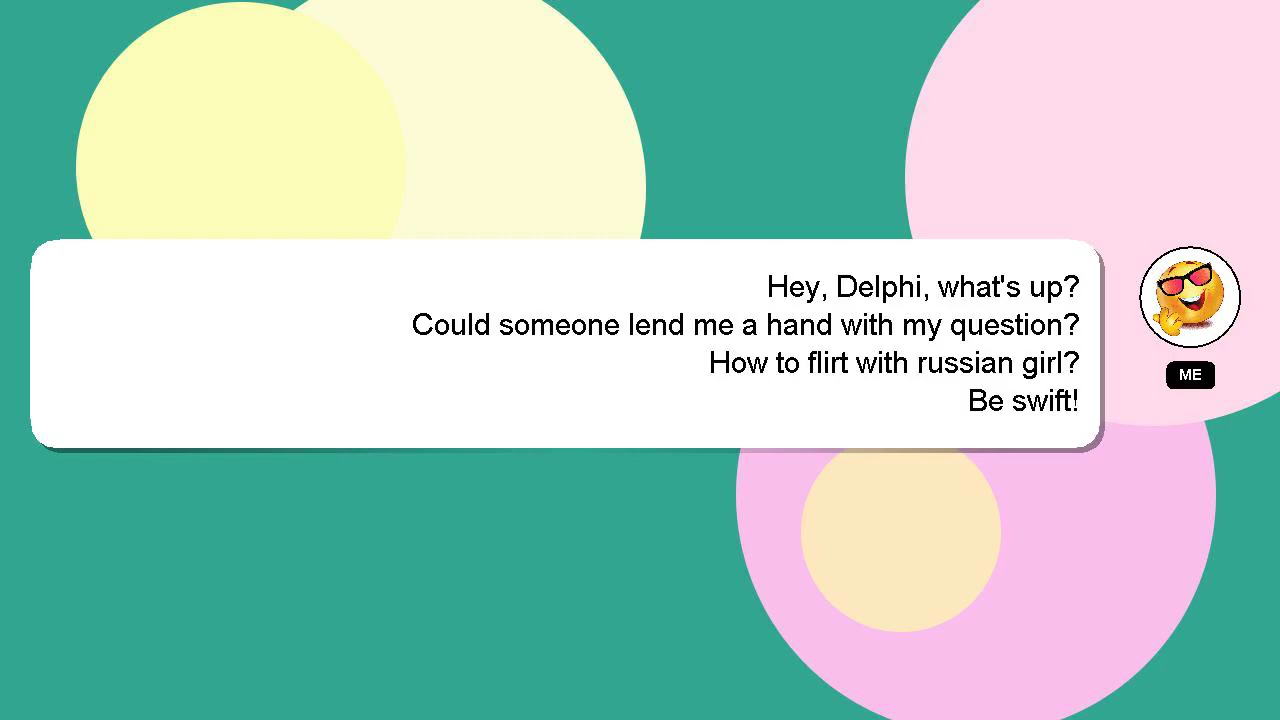 Hey, Delphi, what's up?
Could someone lend me a hand with my question?
How to flirt with russian girl?
Be swift!
ME